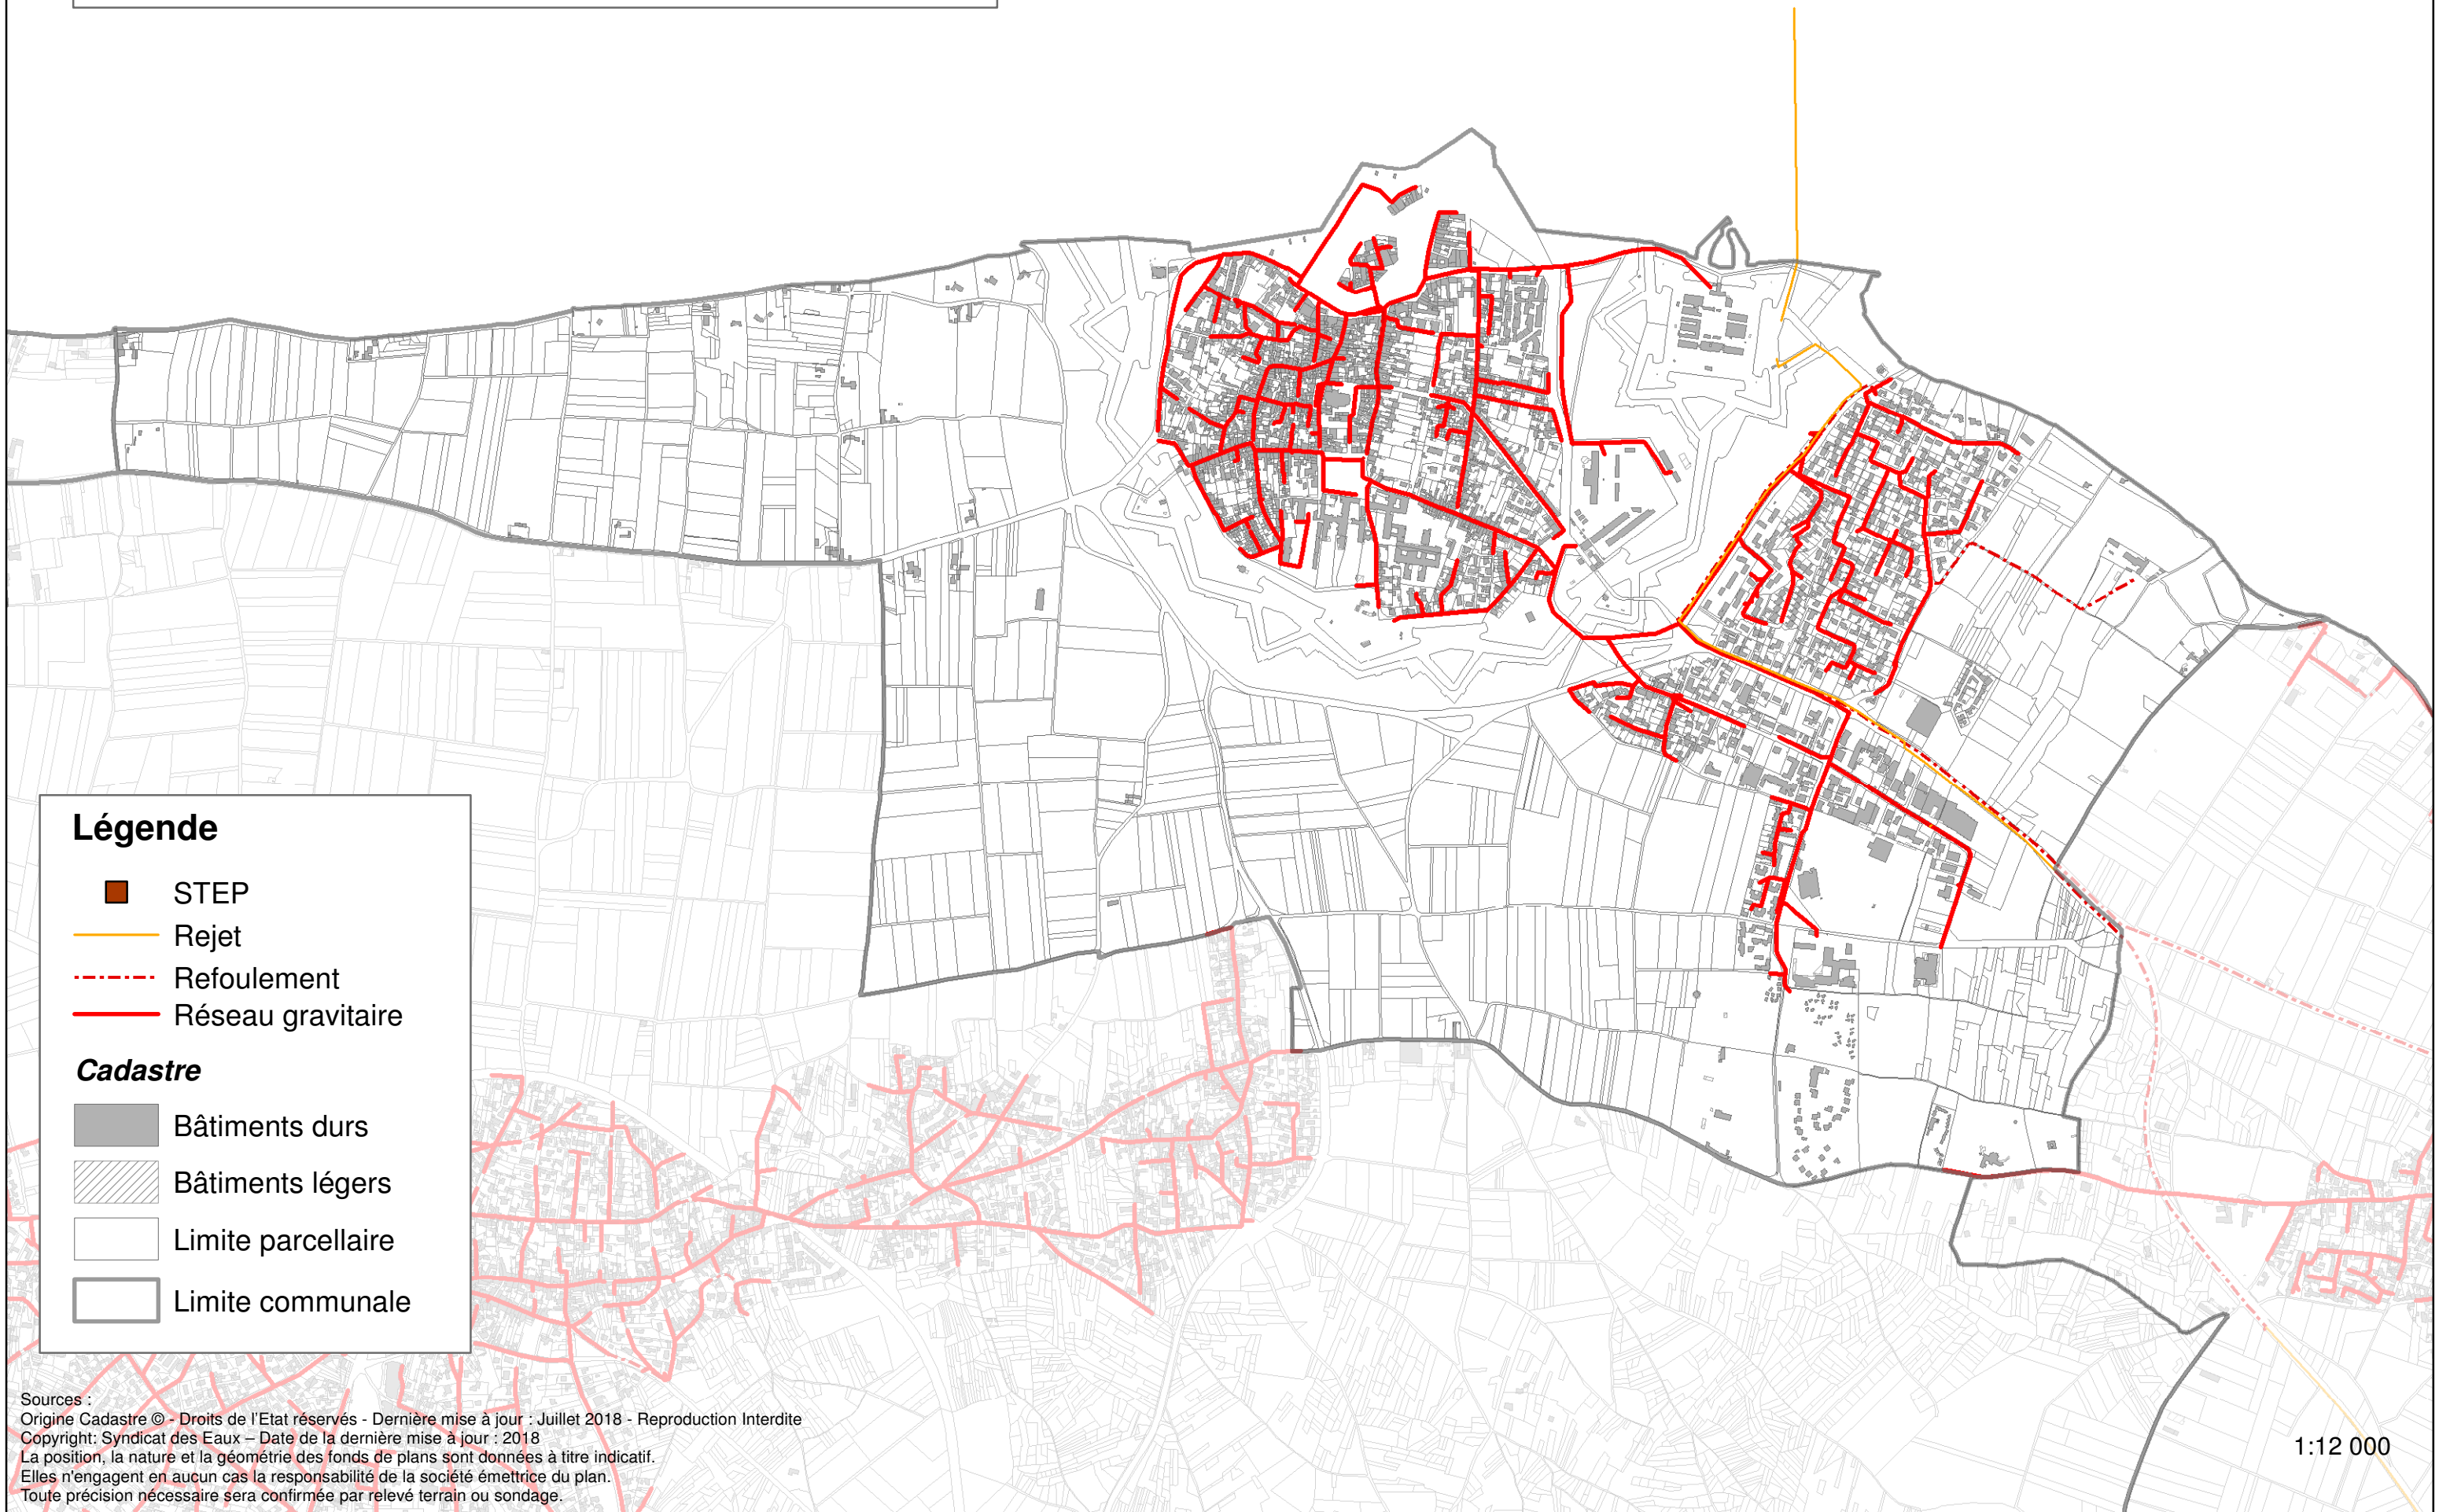 Légende
STEP
Rejet
Refoulement
Réseau gravitaire
Cadastre
Bâtiments durs
Bâtiments légers
Limite parcellaire
Limite communale
Sources :
Origine Cadastre © - Droits de l'Etat réservés - Dernière mise à jour : Juillet 2018 - Reproduction Interdite
Copyright: Syndicat des Eaux – Date de la dernière mise à jour : 2018
La position, la nature et la géométrie des fonds de plans sont données à titre indicatif.
Elles n'engagent en aucun cas la responsabilité de la société émettrice du plan.
Toute précision nécessaire sera confirmée par relevé terrain ou sondage.
1:12 000